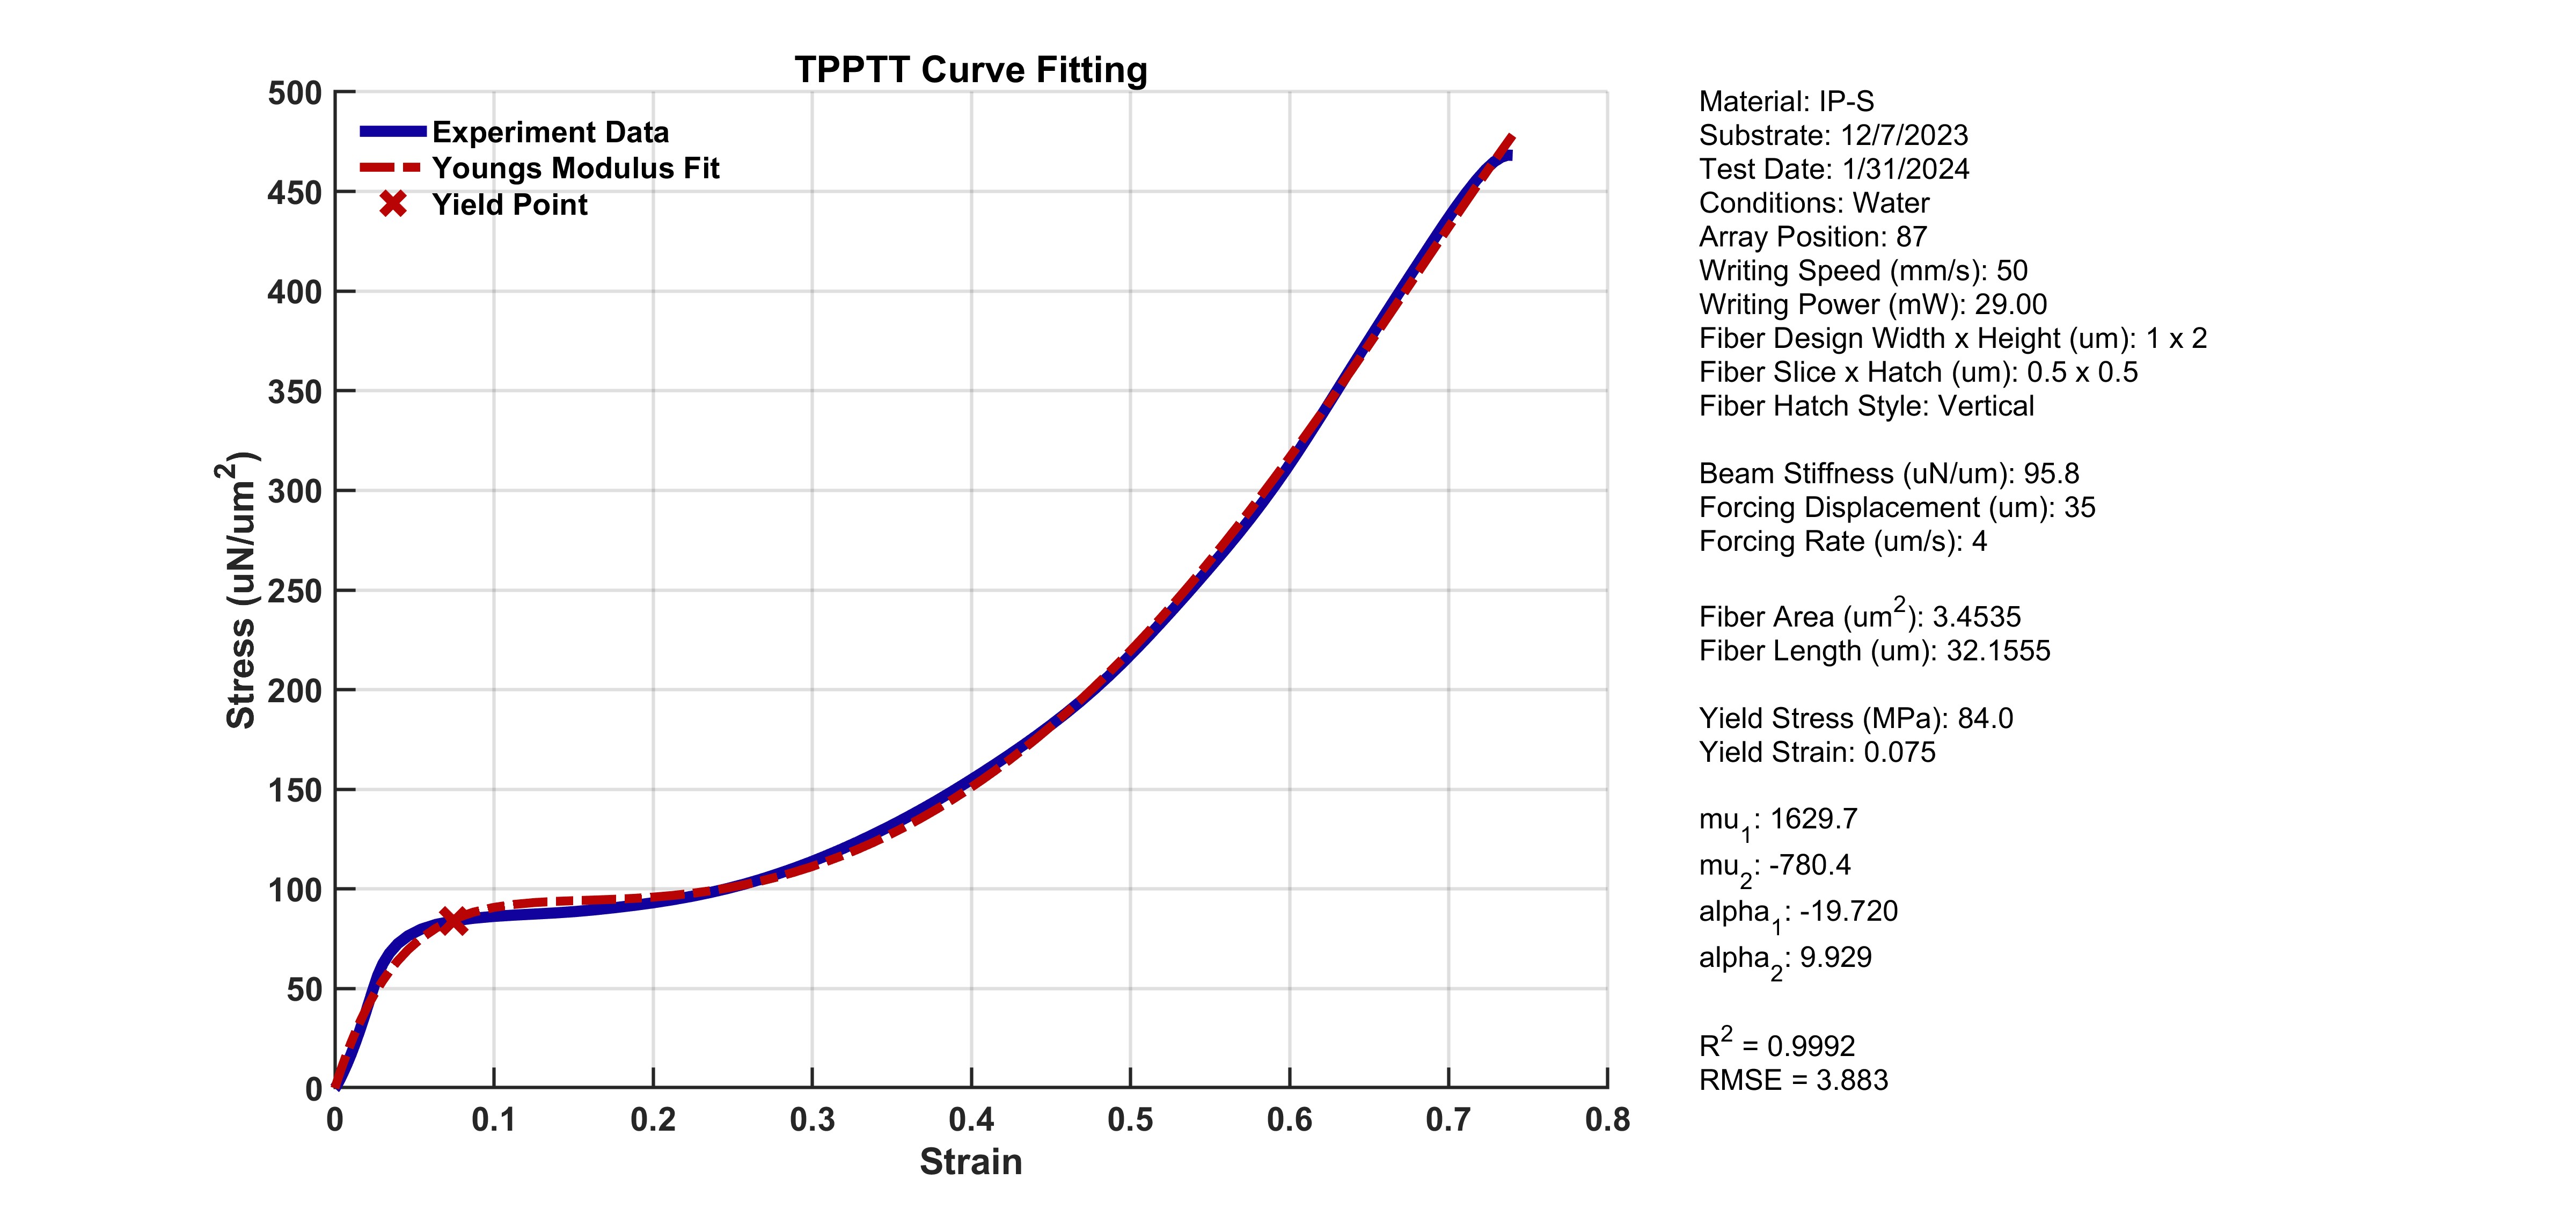 TPPTT Curve Fitting
500
450
400
350
300
250
200
150
100
50
0
0 0.1 0.2 0.3 0.4 0.5 0.6 0.7 0.8
Strain
Stress (uN/um²)
Experiment Data
Youngs Modulus Fit
Yield Point
Material: IP-S
Substrate: 12/7/2023
Test Date: 1/31/2024
Conditions: Water
Array Position: 87
Writing Speed (mm/s): 50
Writing Power (mW): 29.00
Fiber Design Width x Height (um): 1 x 2
Fiber Slice x Hatch (um): 0.5 x 0.5
Fiber Hatch Style: Vertical
Beam Stiffness (uN/um): 95.8
Forcing Displacement (um): 35
Forcing Rate (um/s): 4
Fiber Area (um²): 3.4535
Fiber Length (um): 32.1555
Yield Stress (MPa): 84.0
Yield Strain: 0.075
mu₁: 1629.7
mu₂: -780.4
alpha₁: -19.720
alpha₂: 9.929
R² = 0.9992
RMSE = 3.883